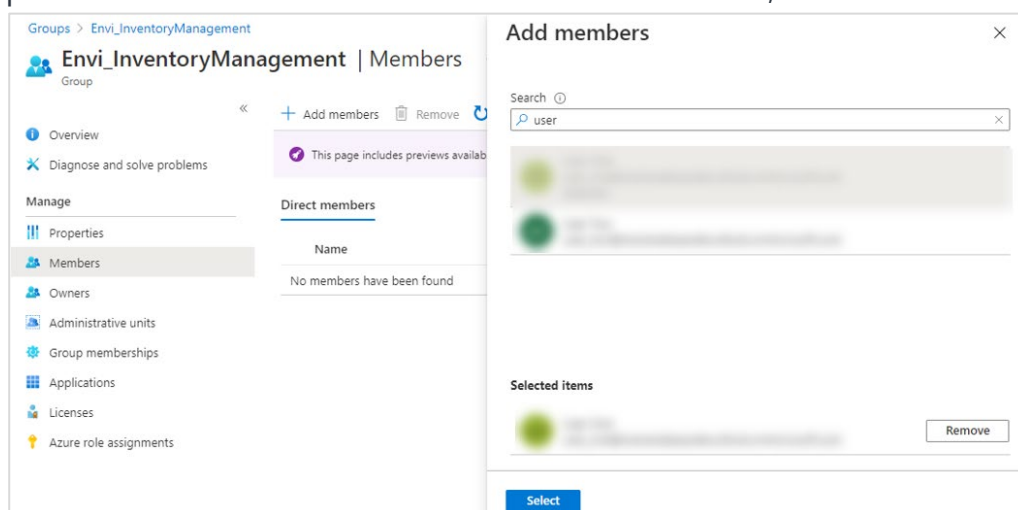 Groups > Envi_InventoryManagement
Envi_InventoryManagement | Members
Group
«
+ Add members Remove
Overview
Diagnose and solve problems
This page includes previews availab
Manage
Direct members
Properties
Name
Members
No members have been found
Owners
Administrative units
Group memberships
Applications
Licenses
Azure role assignments
Add members
Search
user
Selected items
Remove
Select